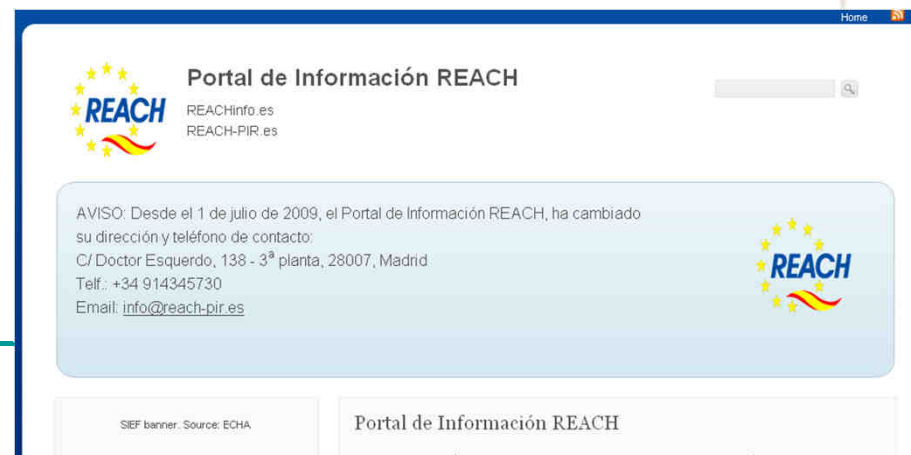 Home
Portal de Información REACH
REACH
REACHinfo.es
REACH-PIR.es
AVISO: Desde el 1 de julio de 2009, el Portal de Información REACH, ha cambiado
su dirección y teléfono de contacto:
C/ Doctor Esquerdo, 138 - 3ª planta, 28007, Madrid
Telf.: +34 914345730
Email: info@reach-pir.es
REACH
SIEF banner. Source: ECHA
Portal de Información REACH